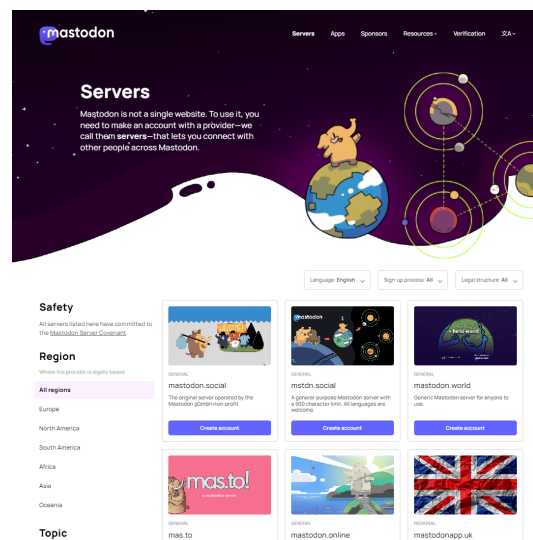 mastodon
Servers Apps Sponsors Resources Verification 文A
Servers
Mastodon is not a single website. To use it, you
need to make an account with a provider—we
call them servers—that lets you connect with
other people across Mastodon.
Language: English
Sign-up process: All
Legal structure: All
Safety
All servers listed here have committed to
the Mastodon Server Covenant.
Region
Where the provider is legally based.
All regions
Europe
North America
South America
Africa
Asia
Oceania
Topic
GENERAL
mastodon.social
The original server operated by the
Mastodon gGmbH non-profit
Create account
mastodon
GENERAL
mstdn.social
A general-purpose Mastodon server with
a 500 character limit. All languages are
welcome.
Create account
hello world
GENERAL
mastodon.world
Generic Mastodon server for anyone to
use.
Create account
mas.to!
GENERAL
mas.to
GENERAL
mastodon.online
REGIONAL
mastodonapp.uk